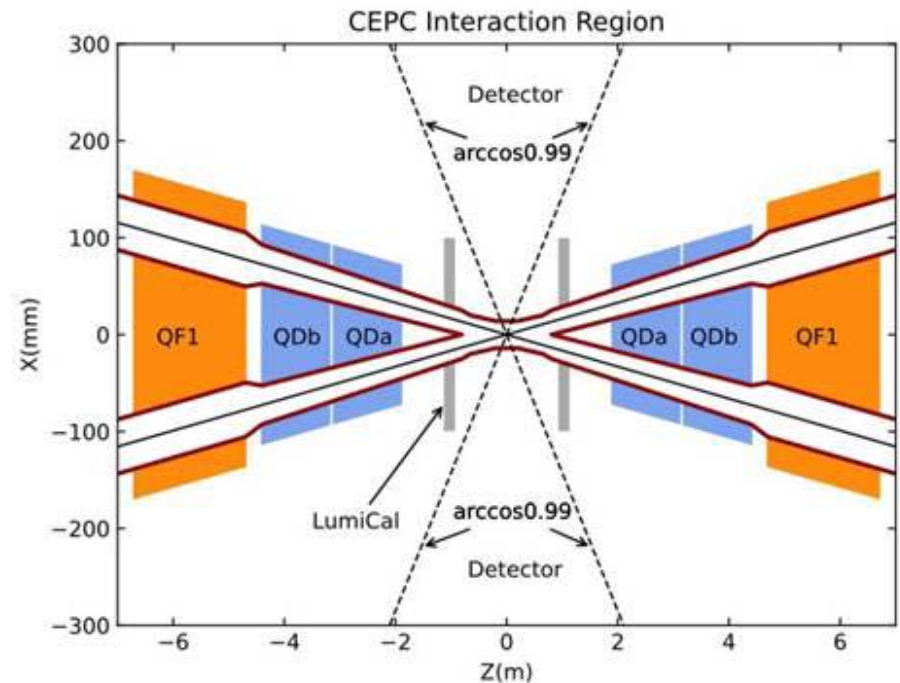 CEPC Interaction Region
300
200
100
0
−100
−200
−300
X(mm)
Detector
arccos0.99
QF1
QDb
QDa
QDa
QDb
QF1
LumiCal
arccos0.99
Detector
−6
−4
−2
0
2
4
6
Z(m)